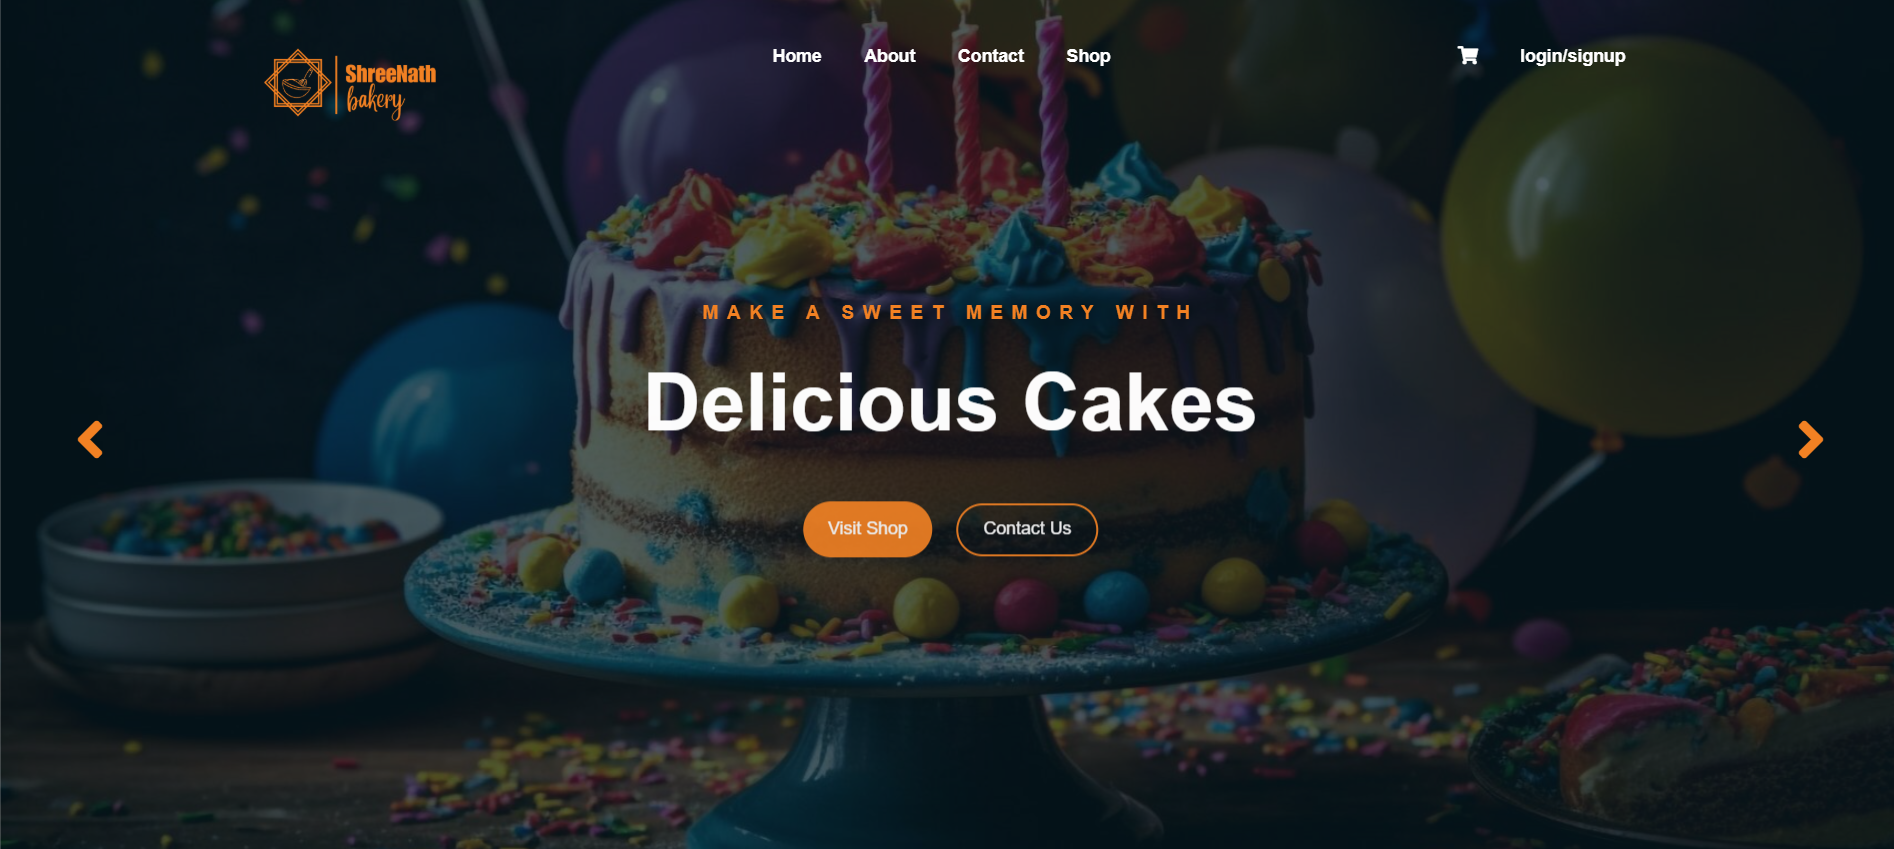 ShreeNath
bakery
Home About Contact Shop
login/signup
MAKE A SWEET MEMORY WITH
Delicious Cakes
Visit Shop Contact Us